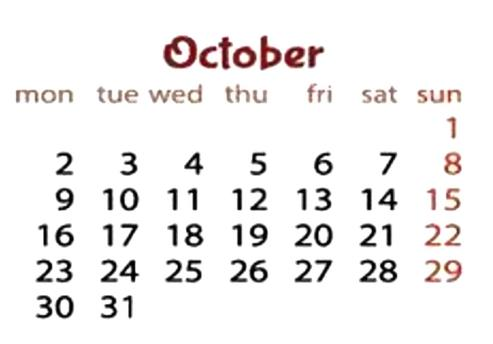 October
mon tue wed thu fri sat sun
1
2 3 4 5 6 7 8
9 10 11 12 13 14 15
16 17 18 19 20 21 22
23 24 25 26 27 28 29
30 31